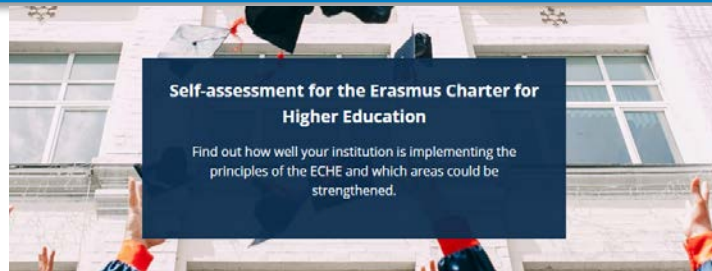 Self-assessment for the Erasmus Charter for
Higher Education
Find out how well your institution is implementing the
principles of the ECHE and which areas could be
strengthened.